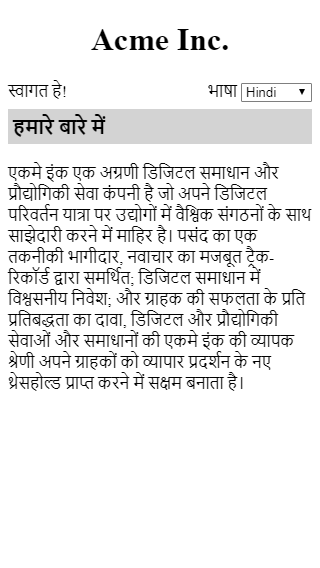 Acme Inc.
स्वागत हे!
भाषा Hindi
हमारे बारे में
एकमे इंक एक अग्रणी डिजिटल समाधान और
प्रौद्योगिकी सेवा कंपनी है जो अपने डिजिटल
परिवर्तन यात्रा पर उद्योगों में वैश्विक संगठनों के साथ
साझेदारी करने में माहिर है। पसंद का एक
तकनीकी भागीदार, नवाचार का मजबूत ट्रैक-
रिकॉर्ड द्वारा समर्थित; डिजिटल समाधान में
विश्वसनीय निवेश; और ग्राहक की सफलता के प्रति
प्रतिबद्धता का दावा, डिजिटल और प्रौद्योगिकी
सेवाओं और समाधानों की एकमे इंक की व्यापक
श्रेणी अपने ग्राहकों को व्यापार प्रदर्शन के नए
थ्रेसहोल्ड प्राप्त करने में सक्षम बनाता है।